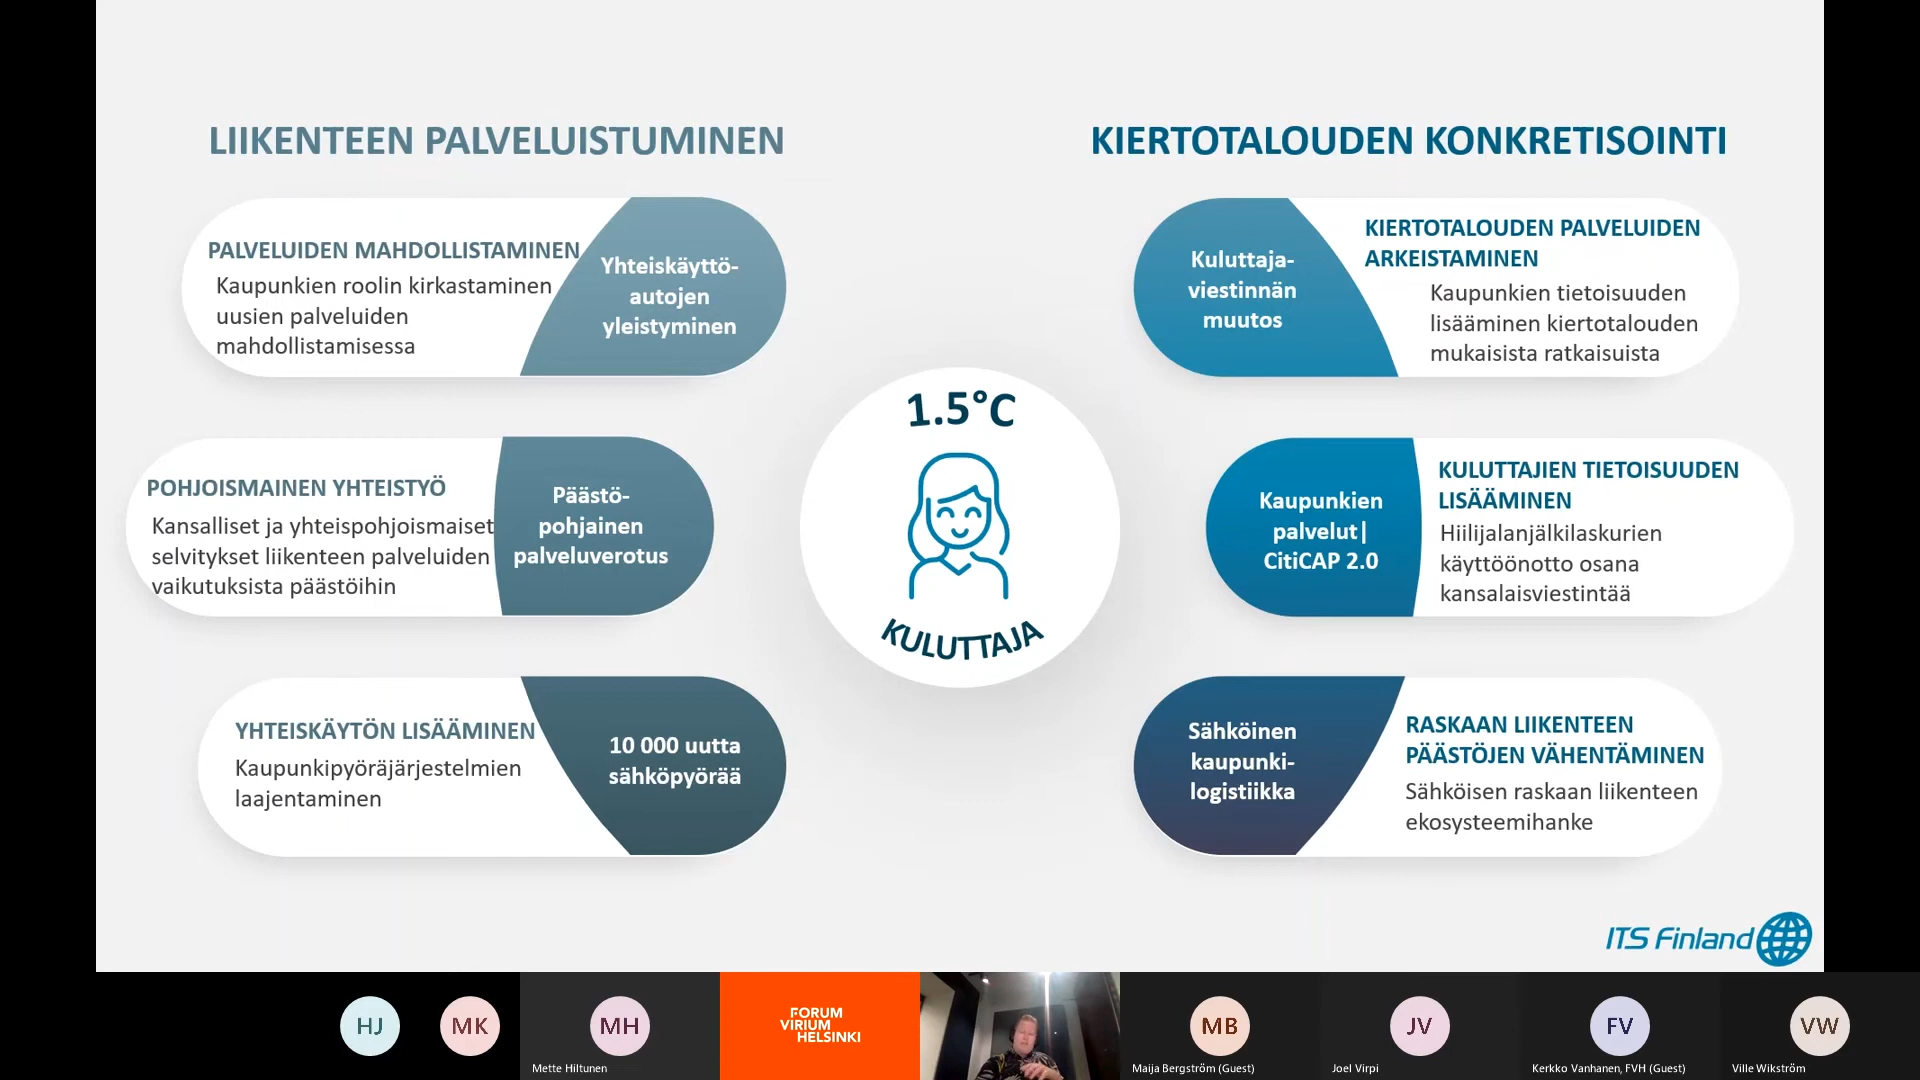 LIIKENTEEN PALVELUISTUMINEN
PALVELUIDEN MAHDOLLISTAMINEN
Kaupunkien roolin kirkastaminen
uusien palveluiden
mahdollistamisessa
Yhteiskäyttö-
autojen
yleistyminen
POHJOISMAINEN YHTEISTYÖ
Kansalliset ja yhteispohjoismaiset
selvitykset liikenteen palveluiden
vaikutuksista päästöihin
Päästö-
pohjainen
palveluverotus
YHTEISKÄYTÖN LISÄÄMINEN
Kaupunkipyöräjärjestelmien
laajentaminen
10 000 uutta
sähköpyörää
1.5°C
KULUTTAJA
KIERTOTALOUDEN KONKRETISOINTI
Kuluttaja-
viestinnän
muutos
KIERTOTALOUDEN PALVELUIDEN
ARKEISTAMINEN
Kaupunkien tietoisuuden
lisääminen kiertotalouden
mukaisista ratkaisuista
Kaupunkien
palvelut|
CitiCAP 2.0
KULUTTAJIEN TIETOISUUDEN
LISÄÄMINEN
Hiilijalanjälkilaskurien
käyttöönotto osana
kansalaisviestintää
Sähköinen
kaupunki-
logistiikka
RASKAAN LIIKENTEEN
PÄÄSTÖJEN VÄHENTÄMINEN
Sähköisen raskaan liikenteen
ekosysteemihanke
ITS Finland
HJ
MK
MH
Mette Hiltunen
FORUM
VIRIUM
HELSINKI
MB
Maija Bergström (Guest)
JV
Joel Virpi
FV
Kerkko Vanhanen, FVH (Guest)
VW
Ville Wikström